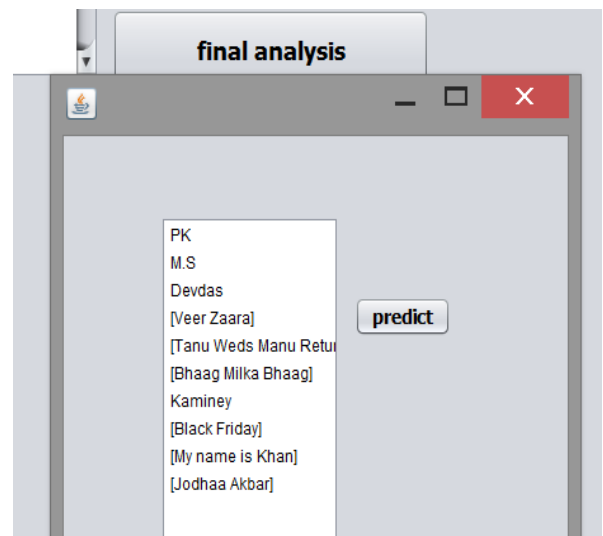 final analysis
PK
M.S
Devdas
[Veer Zaara]
predict
[Tanu Weds Manu Retur
[Bhaag Milka Bhaag]
Kaminey
[Black Friday]
[My name is Khan]
[Jodhaa Akbar]